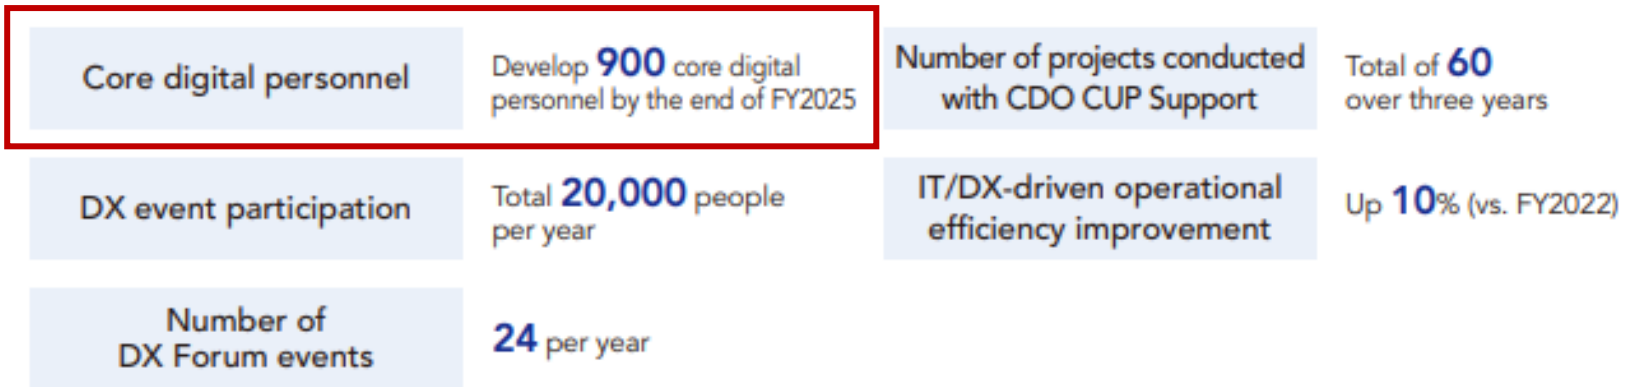 Core digital personnel
Develop 900 core digital
personnel by the end of FY2025
Number of projects conducted
with CDO CUP Support
Total of 60
over three years
DX event participation
Total 20,000 people
per year
IT/DX-driven operational
efficiency improvement
Up 10% (vs. FY2022)
Number of
DX Forum events
24 per year